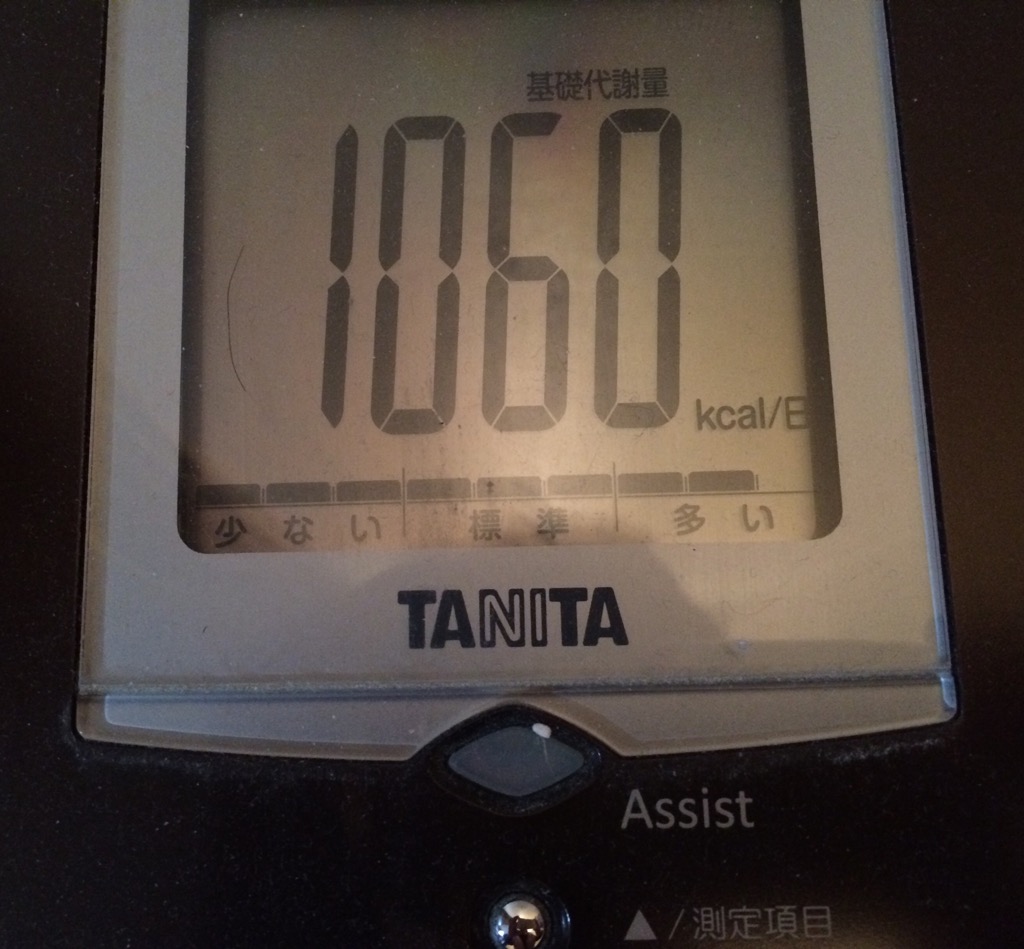 基礎代謝量
1060 kcal/日
少ない 標準 多い
TANITA
Assist
▲/測定項目